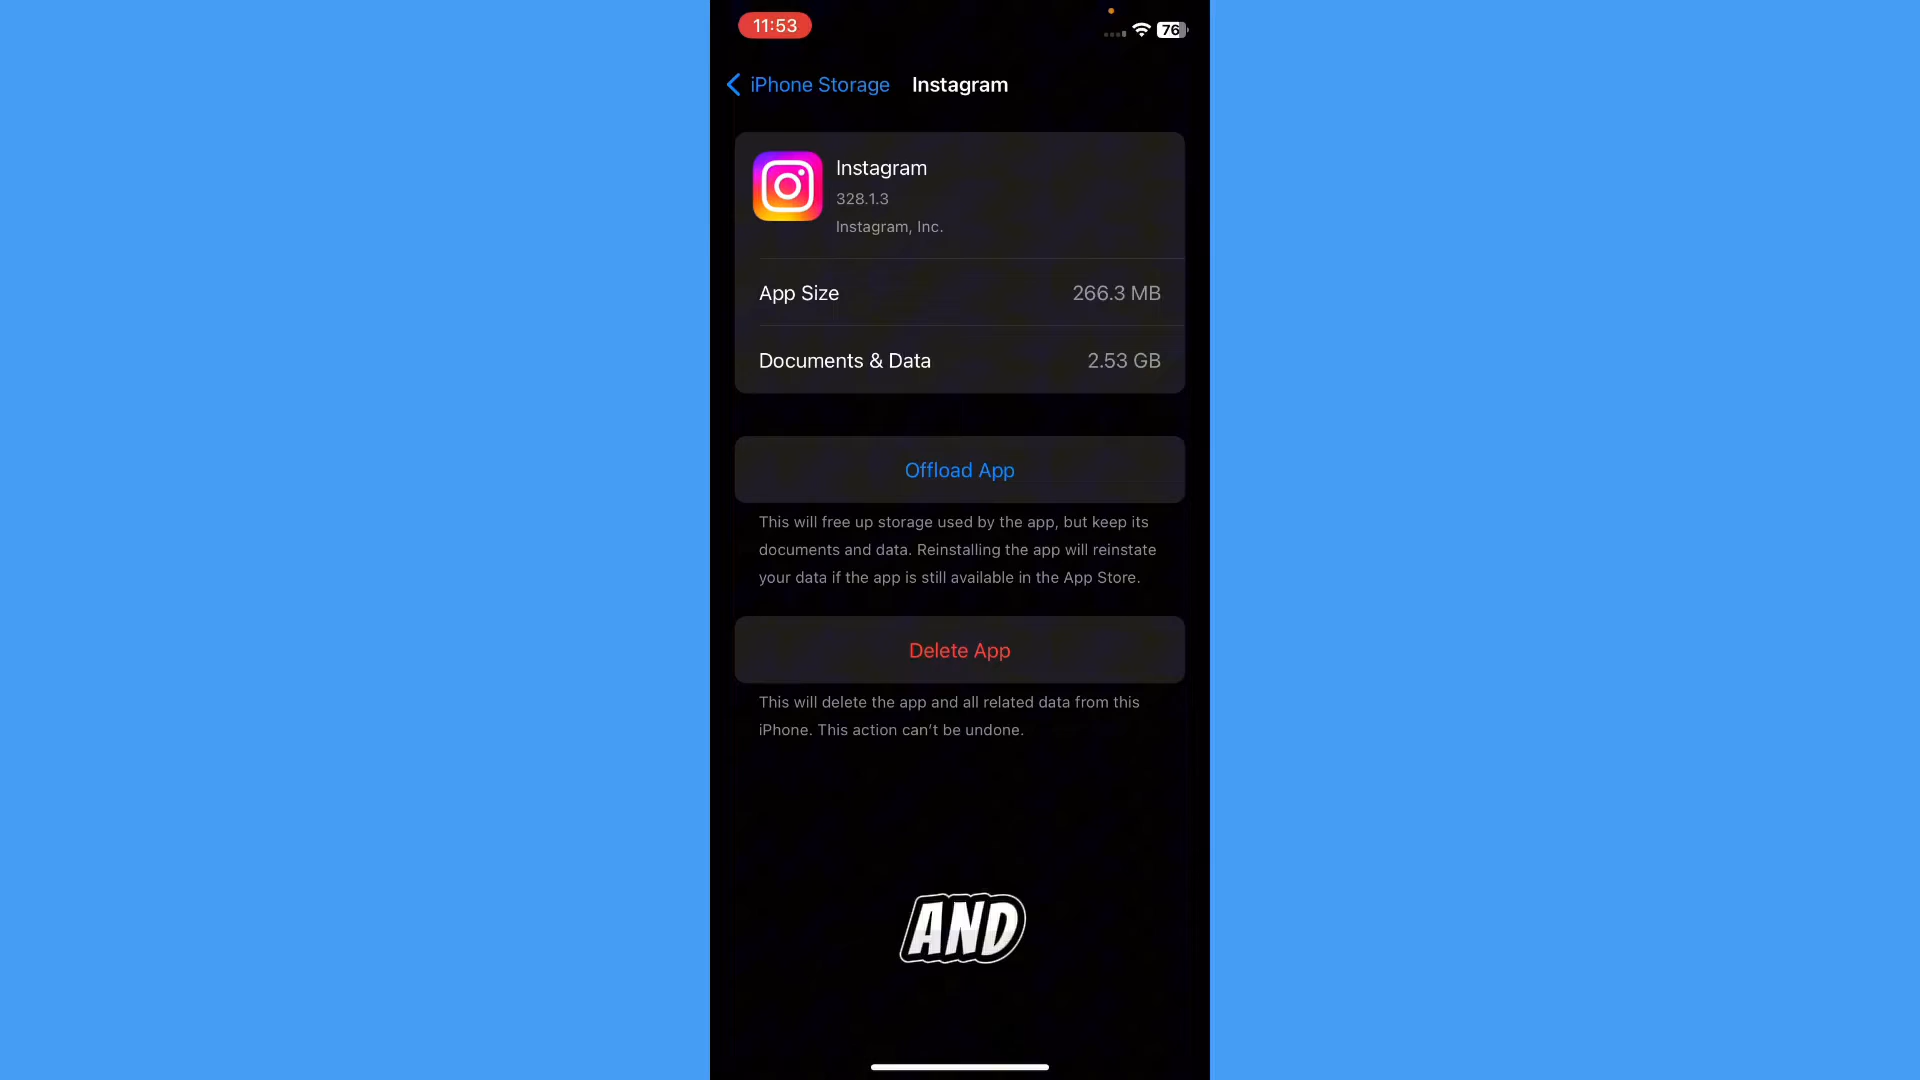 11:53
76
iPhone Storage Instagram
Instagram
328.1.3
Instagram, Inc.
App Size 266.3 MB
Documents & Data 2.53 GB
Offload App
This will free up storage used by the app, but keep its
documents and data. Reinstalling the app will reinstate
your data if the app is still available in the App Store.
Delete App
This will delete the app and all related data from this
iPhone. This action can’t be undone.
AND